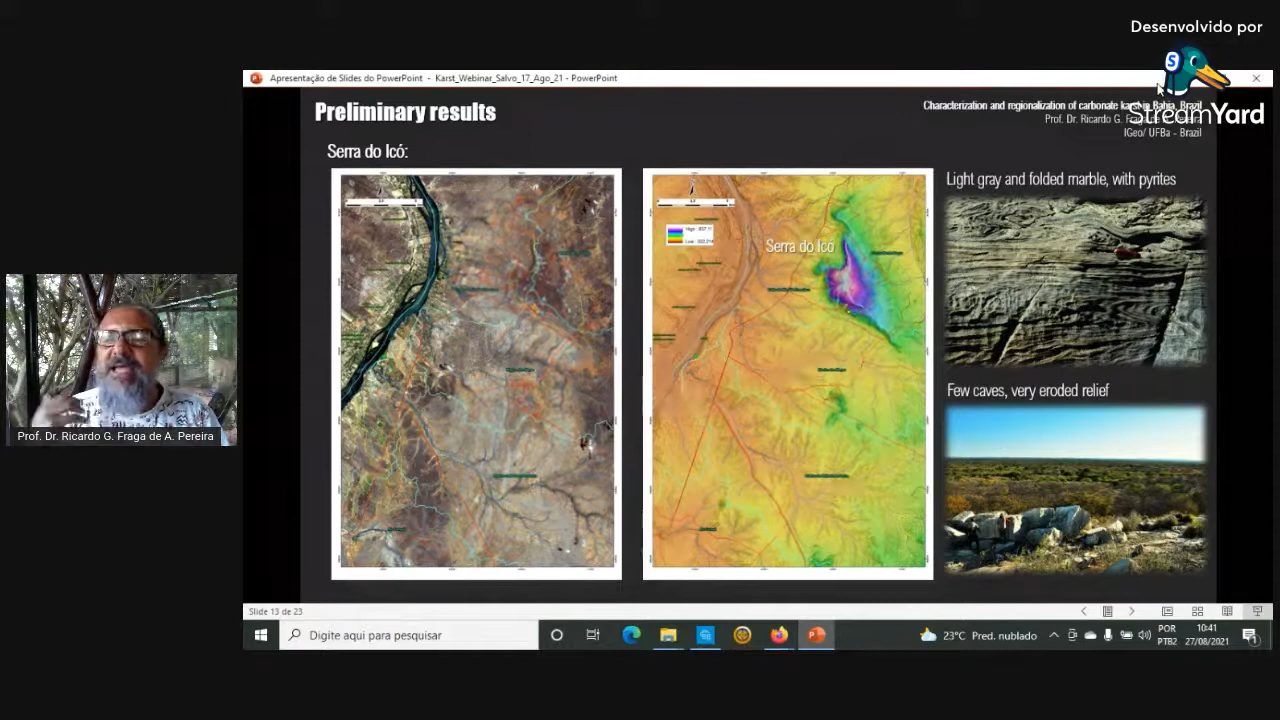 Desenvolvido por
StreamYard
Apresentação de Slides do PowerPoint - Karst_Webinar_Salvo_17_Ago_21 - PowerPoint
Preliminary results
Characterization and regionalization of carbonate karst in Bahia, Brazil
Prof. Dr. Ricardo G. Fraga de A. Pereira
IGeo/ UFBa - Brazil
Serra do Icó:
Serra do Icó
Light gray and folded marble, with pyrites
Few caves, very eroded relief
Prof. Dr. Ricardo G. Fraga de A. Pereira
Slide 13 de 23
Digite aqui para pesquisar
23°C Pred. nublado
POR
PTB2
10:41
27/08/2021